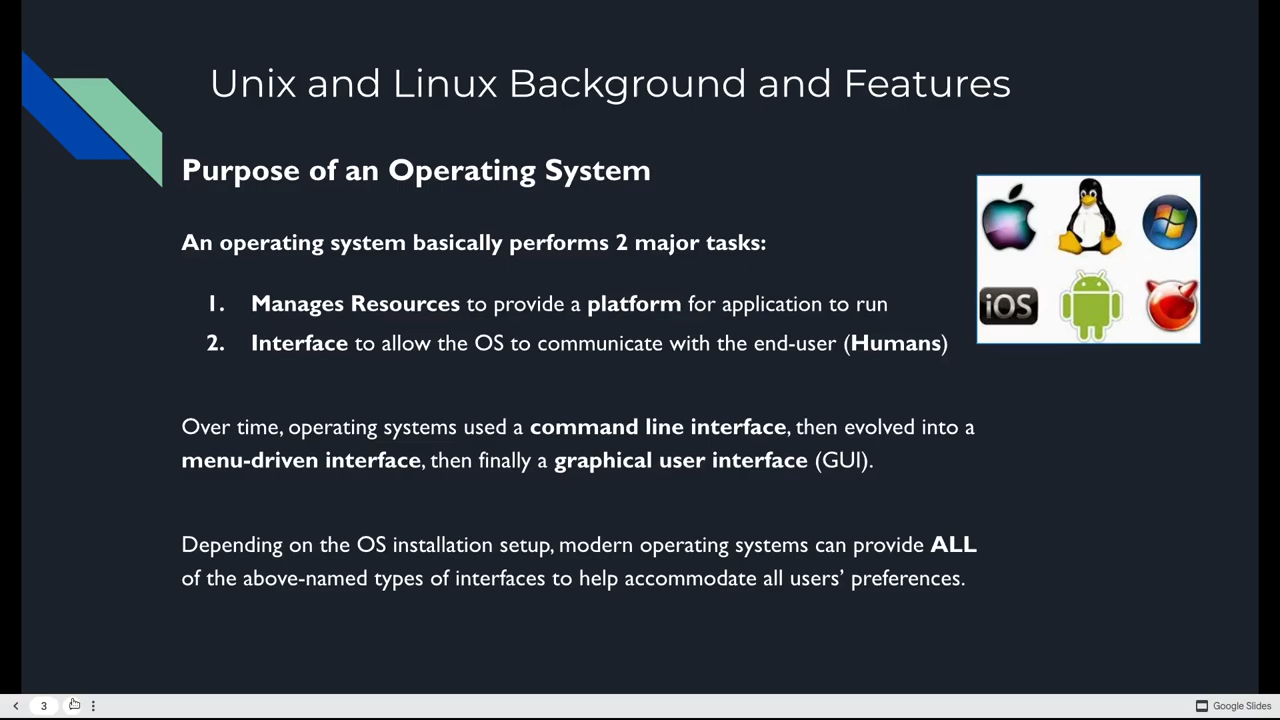 Unix and Linux Background and Features
Purpose of an Operating System
An operating system basically performs 2 major tasks:
1. Manages Resources to provide a platform for application to run
2. Interface to allow the OS to communicate with the end-user (Humans)
iOS
Over time, operating systems used a command line interface, then evolved into a
menu-driven interface, then finally a graphical user interface (GUI).
Depending on the OS installation setup, modern operating systems can provide ALL
of the above-named types of interfaces to help accommodate all users’ preferences.
3
Google Slides